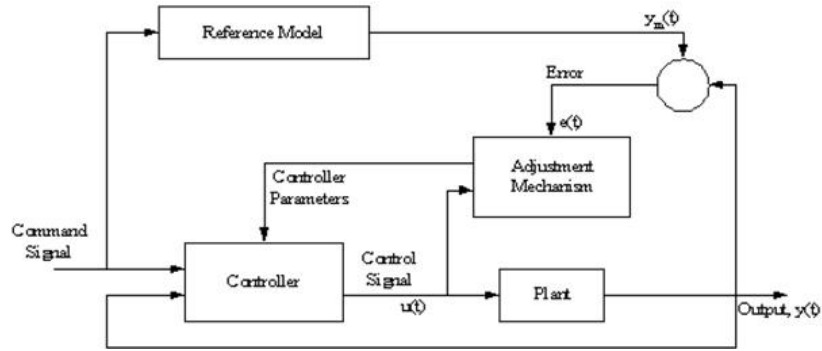 Reference Model
yₘ(t)
Error
e(t)
Adjustment
Mechanism
Controller
Parameters
Command
Signal
Controller
Control
Signal
u(t)
Plant
Output, y(t)